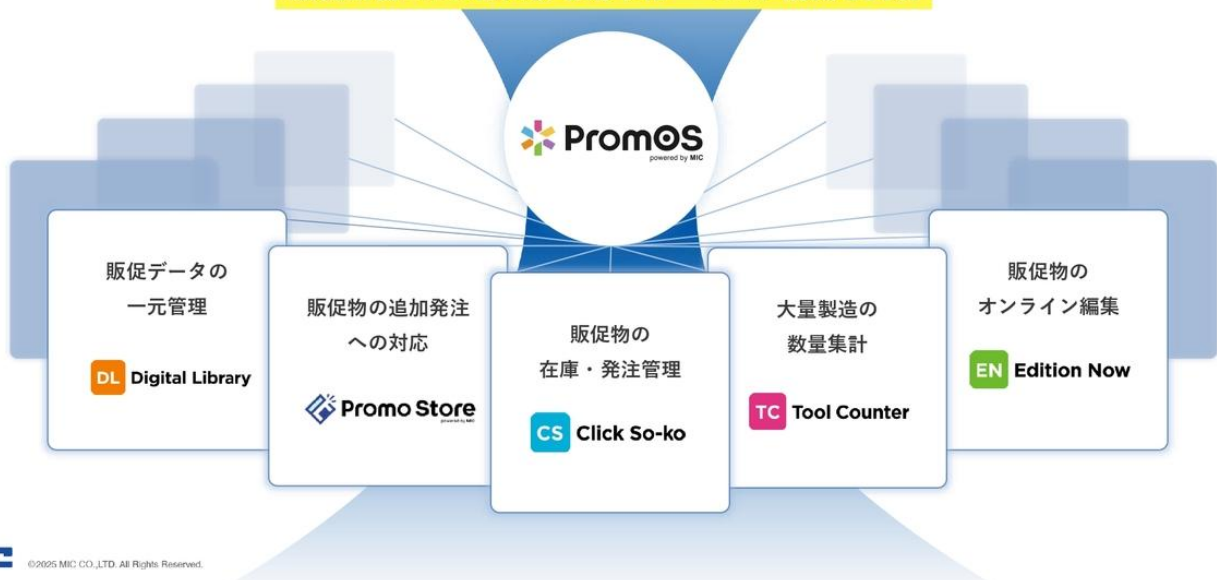 PromOS
powered by MIC
販促データの
一元管理
DL Digital Library
販促物の追加発注
への対応
Promo Store
powered by MIC
販促物の
在庫・発注管理
CS Click So-ko
大量製造の
数量集計
TC Tool Counter
販促物の
オンライン編集
EN Edition Now
©2025 MIC CO.,LTD. All Rights Reserved.